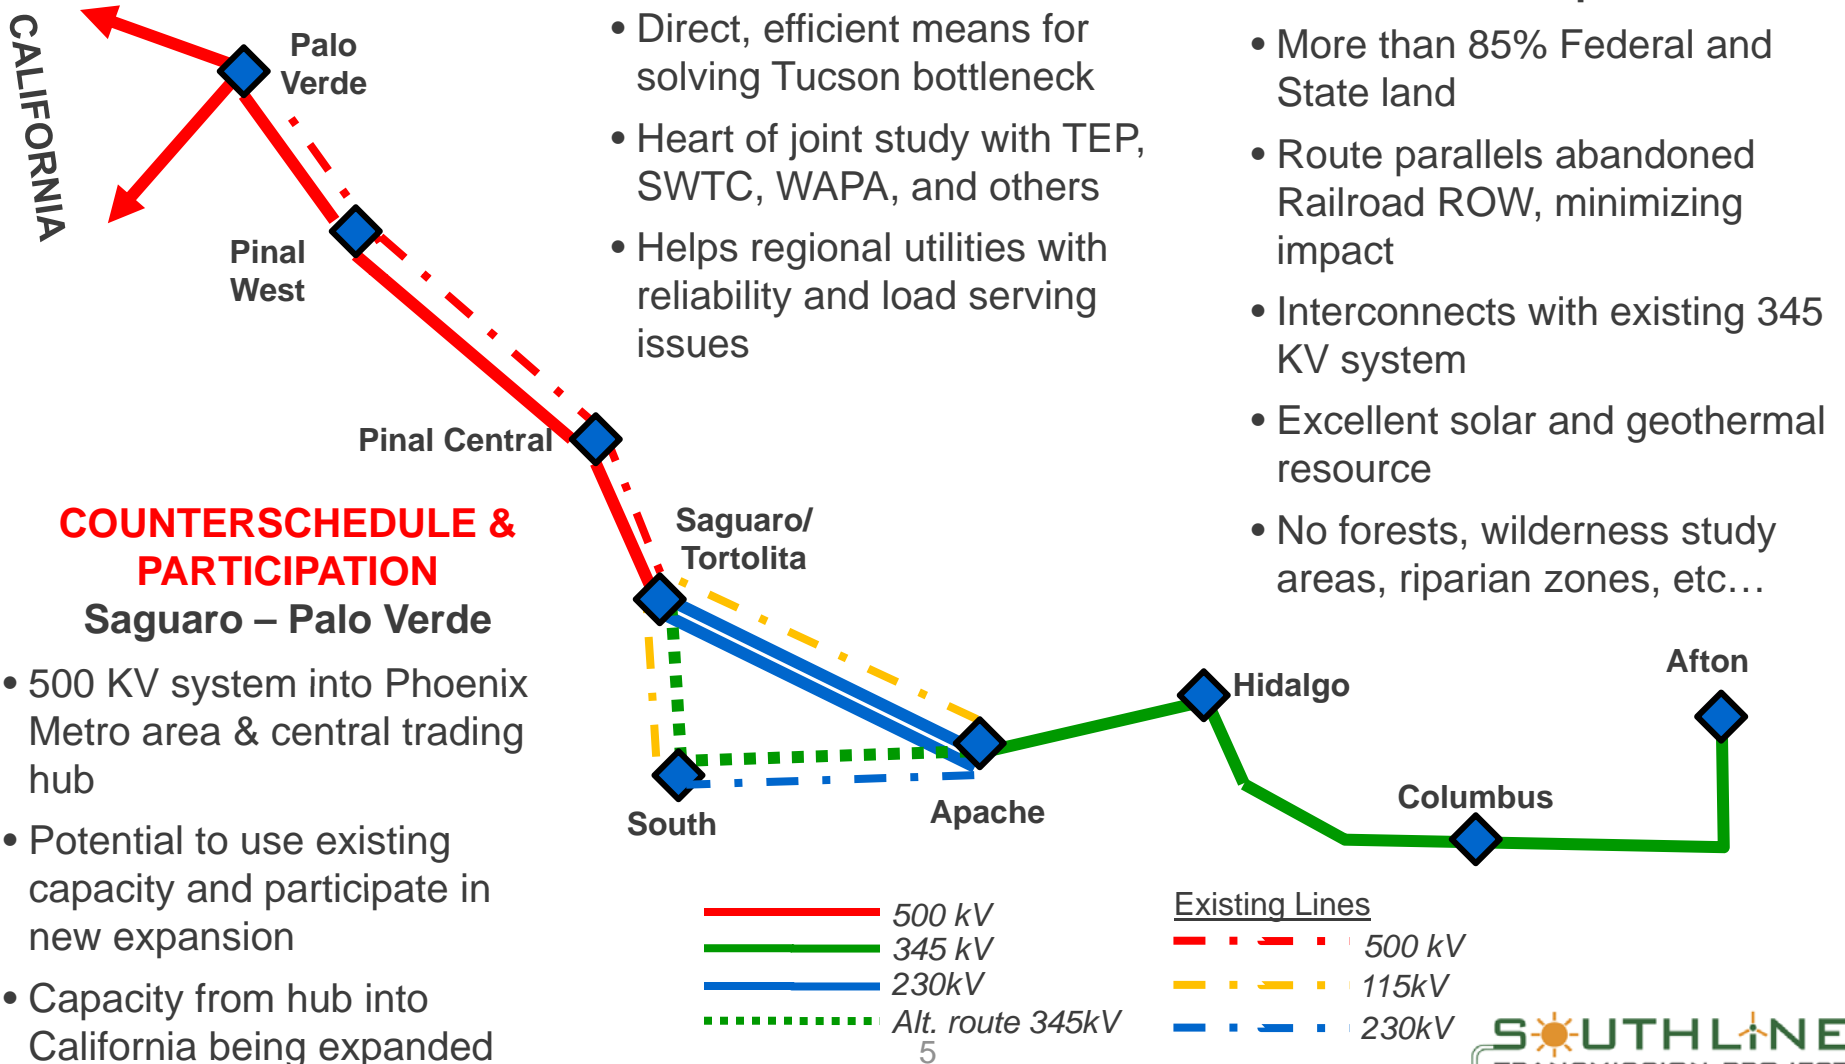 CALIFORNIA
Palo
Verde
Pinal
West
Pinal Central
COUNTERSCHEDULE &
PARTICIPATION
Saguaro – Palo Verde
• 500 KV system into Phoenix
Metro area & central trading
hub
• Potential to use existing
capacity and participate in
new expansion
• Capacity from hub into
California being expanded
• Direct, efficient means for
solving Tucson bottleneck
• Heart of joint study with TEP,
SWTC, WAPA, and others
• Helps regional utilities with
reliability and load serving
issues
Saguaro/
Tortolita
South
Apache
• More than 85% Federal and
State land
• Route parallels abandoned
Railroad ROW, minimizing
impact
• Interconnects with existing 345
KV system
• Excellent solar and geothermal
resource
• No forests, wilderness study
areas, riparian zones, etc…
Hidalgo
Afton
Columbus
500 kV
345 kV
230kV
Alt. route 345kV
Existing Lines
500 kV
115kV
230kV
5
SOUTHLINE
TRANSMISSION PROJECT